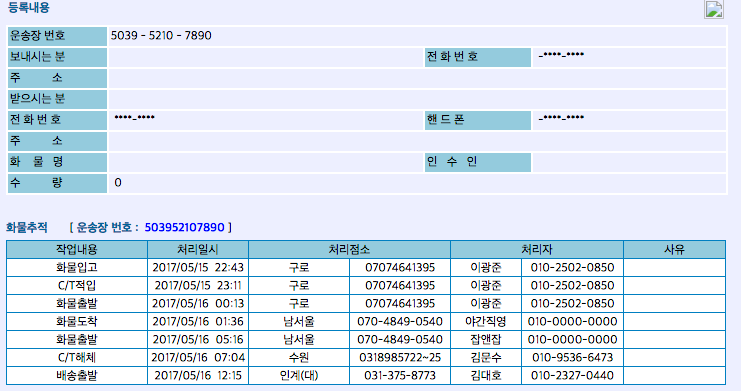 등록내용
운송장 번호 5039 - 5210 - 7890
보내시는 분 전 화 번 호 -****-****
주 소
받으시는 분
전 화 번 호 ****-**** 핸 드 폰 -****-****
주 소
화 물 명 인 수 인
수 량 0
화물추적 [ 운송장 번호 : 503952107890 ]
작업내용 처리일시 처리점소 처리자 사유
화물입고 2017/05/15 22:43 구로 07074641395 이광준 010-2502-0850
C/T적입 2017/05/15 23:11 구로 07074641395 이광준 010-2502-0850
화물출발 2017/05/16 00:13 구로 07074641395 이광준 010-2502-0850
화물도착 2017/05/16 01:36 남서울 070-4849-0540 야간직영 010-0000-0000
화물출발 2017/05/16 05:16 남서울 070-4849-0540 잡앤잡 010-0000-0000
C/T해체 2017/05/16 07:04 수원 0318985722~25 김문수 010-9536-6473
배송출발 2017/05/16 12:15 인계(대) 031-375-8773 김대호 010-2327-0440